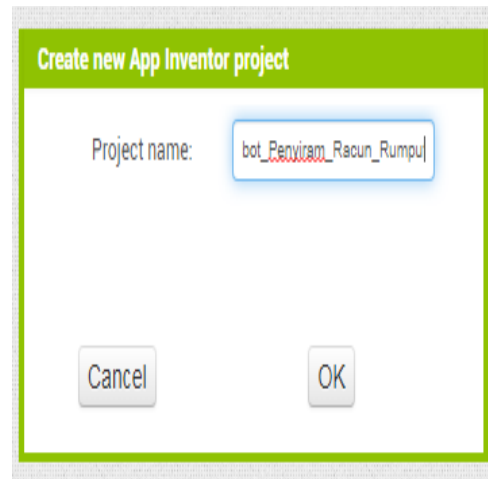 Create new App Inventor project
Project name:
bot_Penyiram_Racun_Rumpu
Cancel
OK